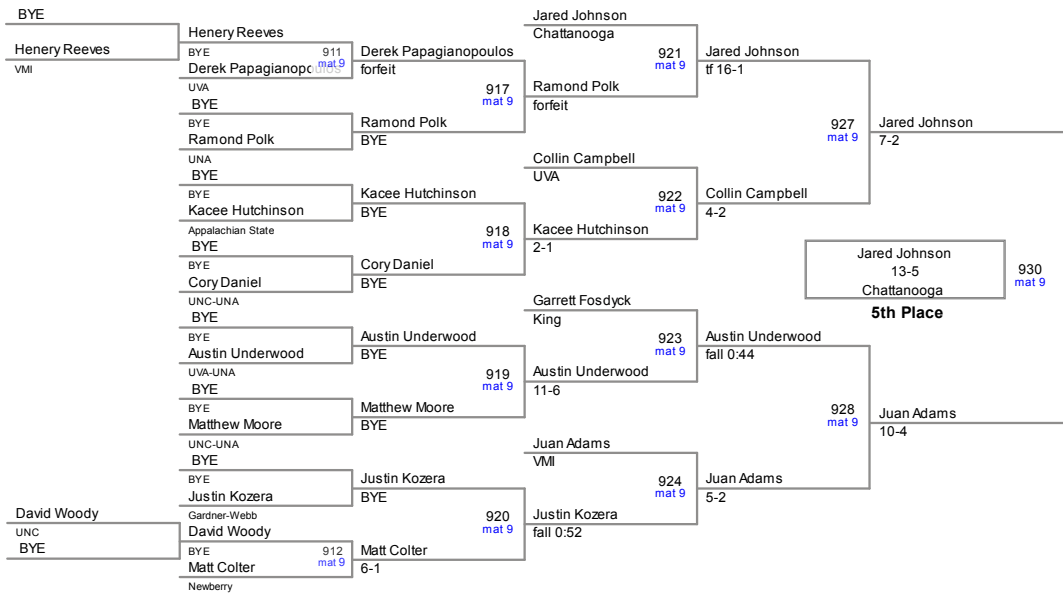 BYE
Henery Reeves
VMI
David Woody
UNC
BYE
Henery Reeves
BYE
911
mat 9
Derek Papagianopoulos
UVA
BYE
BYE
Ramond Polk
UNA
BYE
BYE
Kacee Hutchinson
Appalachian State
BYE
BYE
Cory Daniel
UNC-UNA
BYE
BYE
Austin Underwood
UVA-UNA
BYE
BYE
Matthew Moore
UNC-UNA
BYE
BYE
Justin Kozera
Gardner-Webb
David Woody
BYE
912
mat 9
Matt Colter
Newberry
Derek Papagianopoulos
forfeit
917
mat 9
Ramond Polk
BYE
Kacee Hutchinson
BYE
918
mat 9
Cory Daniel
BYE
Austin Underwood
BYE
919
mat 9
Matthew Moore
BYE
Justin Kozera
BYE
920
mat 9
Matt Colter
6-1
Jared Johnson
Chattanooga
921
mat 9
Ramond Polk
forfeit
Collin Campbell
UVA
922
mat 9
Kacee Hutchinson
2-1
Garrett Fosdyck
King
923
mat 9
Austin Underwood
11-6
Juan Adams
VMI
924
mat 9
Justin Kozera
fall 0:52
Jared Johnson
tf 16-1
927
mat 9
Collin Campbell
4-2
Austin Underwood
fall 0:44
928
mat 9
Juan Adams
5-2
Jared Johnson
7-2
Jared Johnson
13-5
Chattanooga
930
mat 9
5th Place
Juan Adams
10-4